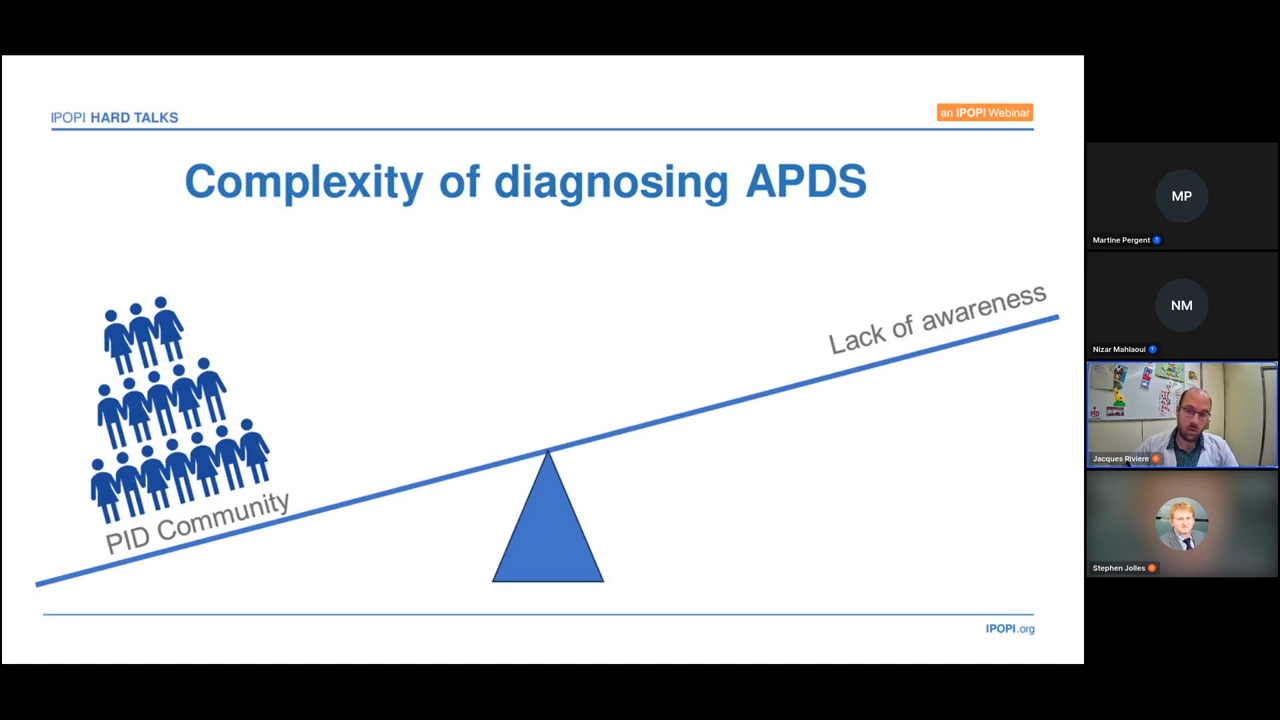 IPOPI HARD TALKS
an IPOPI Webinar
Complexity of diagnosing APDS
Lack of awareness
PID Community
IPOPI.org
MP
Martine Pergent
NM
Nizar Mahlaoui
PID
Jacques Riviere
Stephen Jolles